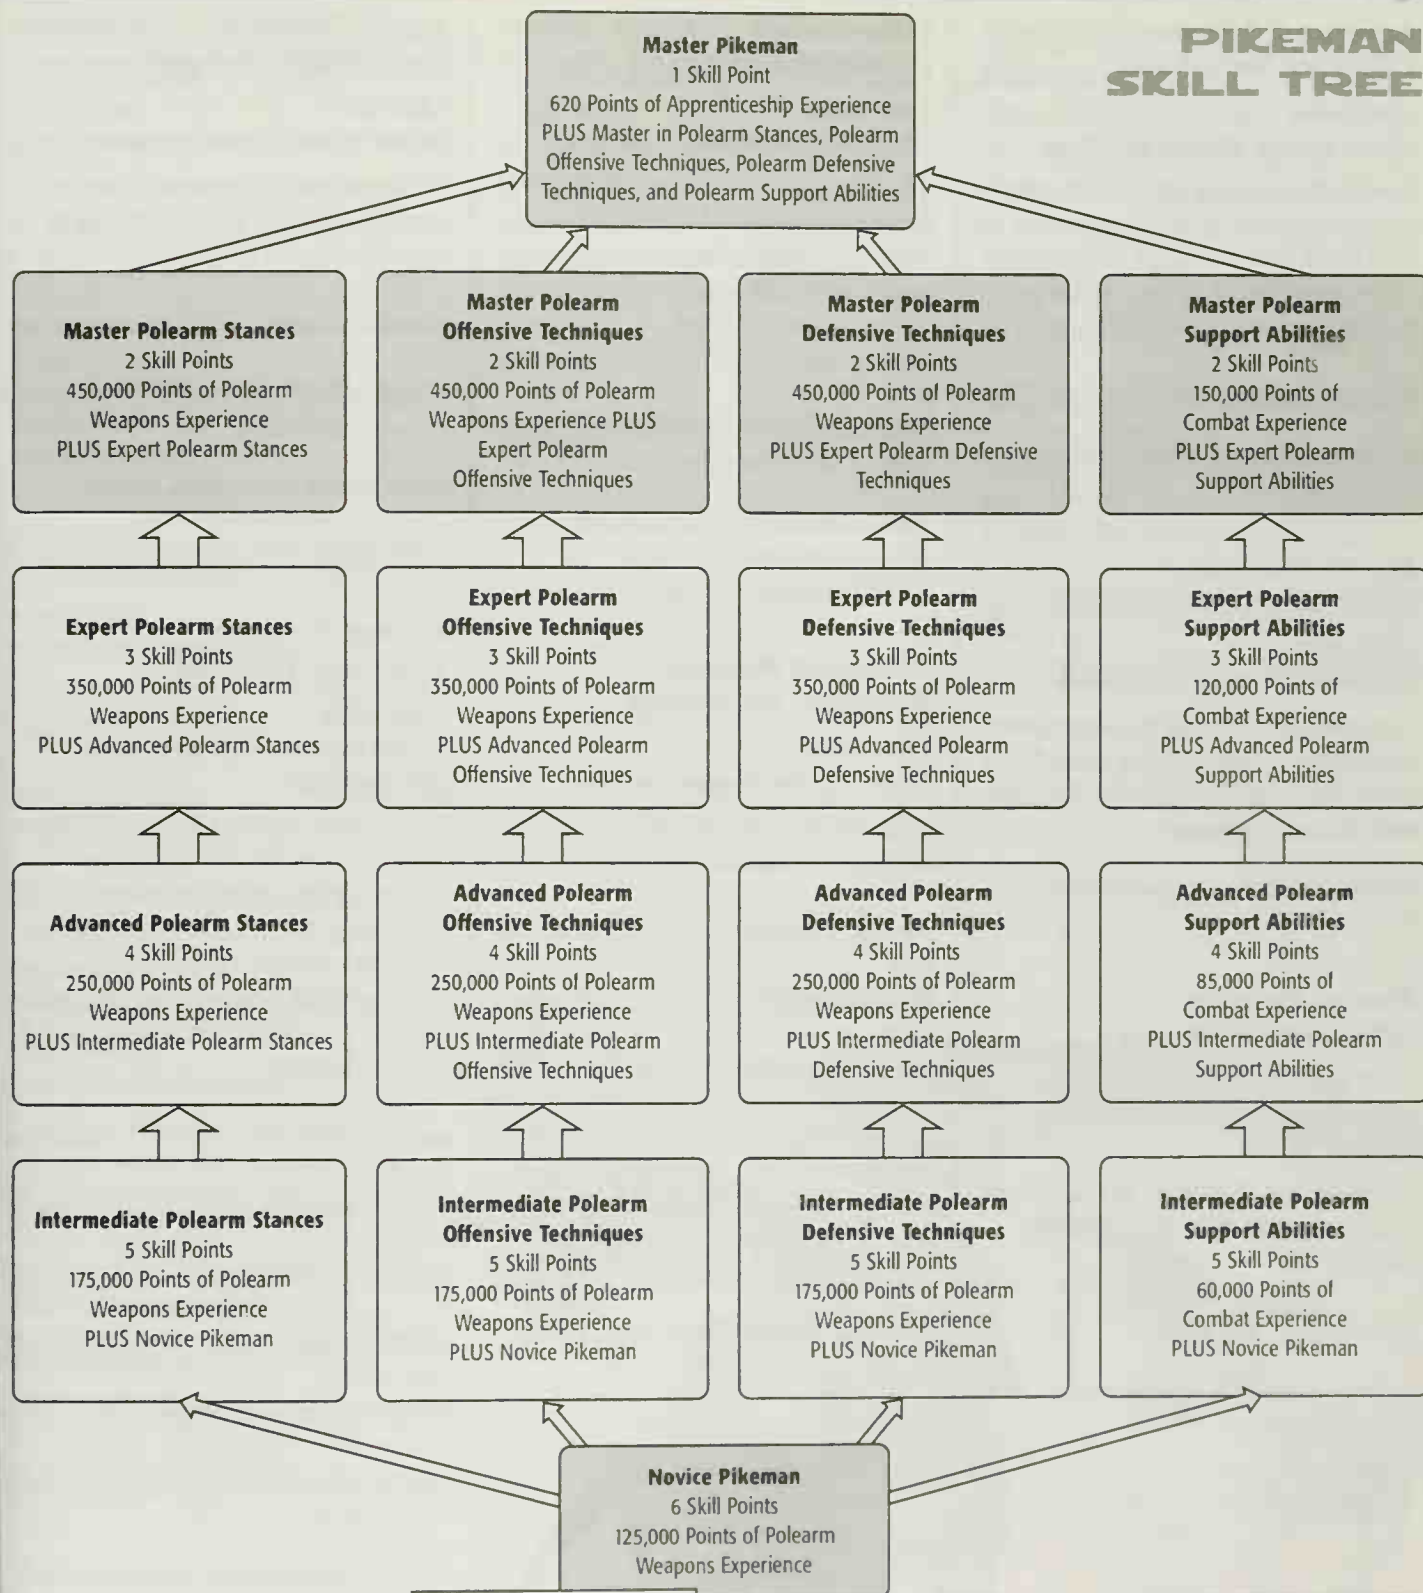 PIKEMAN
SKILL TREE
Master Pikeman
1 Skill Point
620 Points of Apprenticeship Experience
PLUS Master in Polearm Stances, Polearm
Offensive Techniques, Polearm Defensive
Techniques, and Polearm Support Abilities
Master Polearm Stances
2 Skill Points
450,000 Points of Polearm
Weapons Experience
PLUS Expert Polearm Stances
Master Polearm
Offensive Techniques
2 Skill Points
450,000 Points of Polearm
Weapons Experience PLUS
Expert Polearm
Offensive Techniques
Master Polearm
Defensive Techniques
2 Skill Points
450,000 Points of Polearm
Weapons Experience
PLUS Expert Polearm Defensive
Techniques
Master Polearm
Support Abilities
2 Skill Points
150,000 Points of
Combat Experience
PLUS Expert Polearm
Support Abilities
Expert Polearm Stances
3 Skill Points
350,000 Points of Polearm
Weapons Experience
PLUS Advanced Polearm Stances
Expert Polearm
Offensive Techniques
3 Skill Points
350,000 Points of Polearm
Weapons Experience
PLUS Advanced Polearm
Offensive Techniques
Expert Polearm
Defensive Techniques
3 Skill Points
350,000 Points of Polearm
Weapons Experience
PLUS Advanced Polearm
Defensive Techniques
Expert Polearm
Support Abilities
3 Skill Points
120,000 Points of
Combat Experience
PLUS Advanced Polearm
Support Abilities
Advanced Polearm Stances
4 Skill Points
250,000 Points of Polearm
Weapons Experience
PLUS Intermediate Polearm Stances
Advanced Polearm
Offensive Techniques
4 Skill Points
250,000 Points of Polearm
Weapons Experience
PLUS Intermediate Polearm
Offensive Techniques
Advanced Polearm
Defensive Techniques
4 Skill Points
250,000 Points of Polearm
Weapons Experience
PLUS Intermediate Polearm
Defensive Techniques
Advanced Polearm
Support Abilities
4 Skill Points
85,000 Points of
Combat Experience
PLUS Intermediate Polearm
Support Abilities
Intermediate Polearm Stances
5 Skill Points
175,000 Points of Polearm
Weapons Experience
PLUS Novice Pikeman
Intermediate Polearm
Offensive Techniques
5 Skill Points
175,000 Points of Polearm
Weapons Experience
PLUS Novice Pikeman
Intermediate Polearm
Defensive Techniques
5 Skill Points
175,000 Points of Polearm
Weapons Experience
PLUS Novice Pikeman
Intermediate Polearm
Support Abilities
5 Skill Points
60,000 Points of
Combat Experience
PLUS Novice Pikeman
Novice Pikeman
6 Skill Points
125,000 Points of Polearm
Weapons Experience